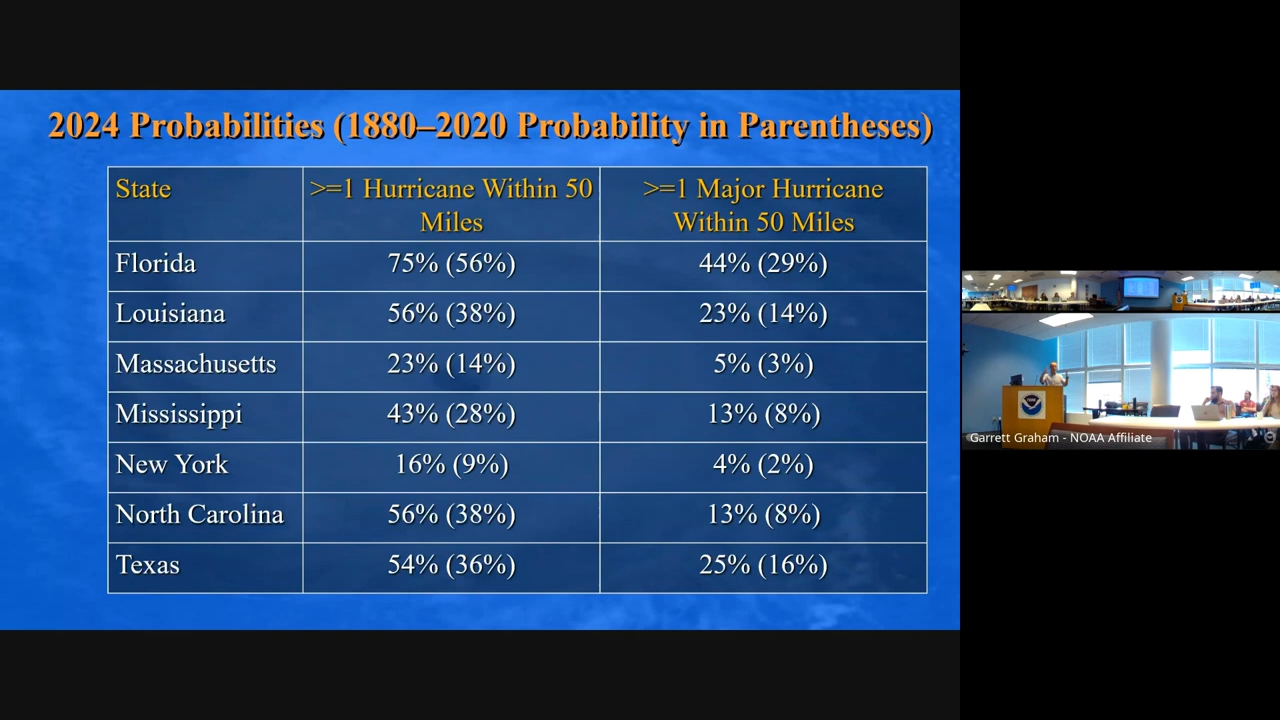 2024 Probabilities (1880–2020 Probability in Parentheses)
State
>=1 Hurricane Within 50
Miles
>=1 Major Hurricane
Within 50 Miles
Florida 75% (56%) 44% (29%)
Louisiana 56% (38%) 23% (14%)
Massachusetts 23% (14%) 5% (3%)
Mississippi 43% (28%) 13% (8%)
New York 16% (9%) 4% (2%)
North Carolina 56% (38%) 13% (8%)
Texas 54% (36%) 25% (16%)
Garrett Graham - NOAA Affiliate